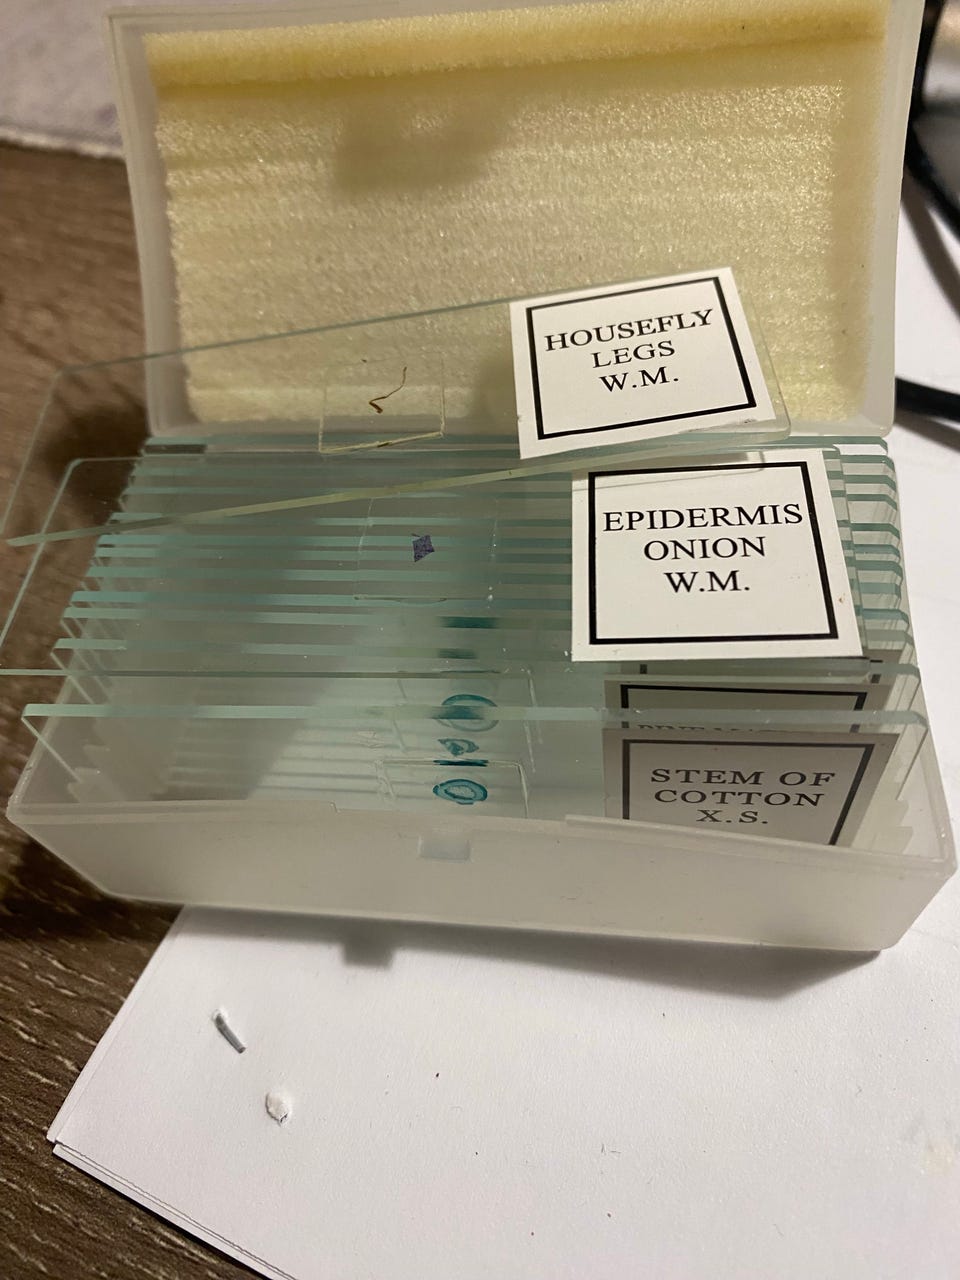 HOUSEFLY
LEGS
W.M.
EPIDERMIS
ONION
W.M.
STEM OF
COTTON
X.S.